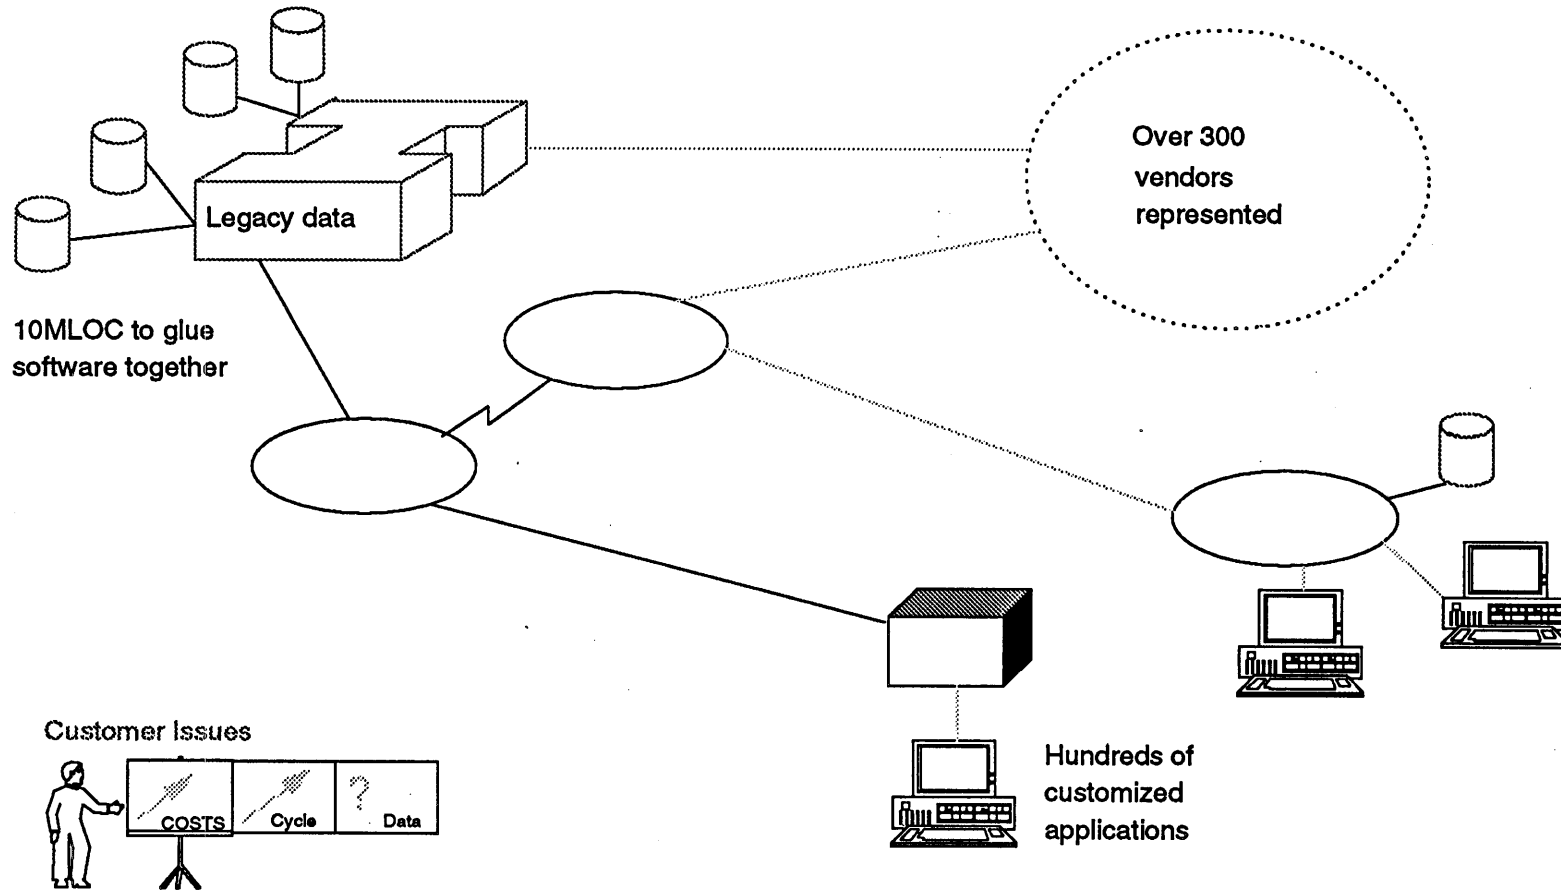 Over 300
vendors
represented
Legacy data
10MLOC to glue
software together
Customer Issues
COSTS
Cycle
?
Data
Hundreds of
customized
applications